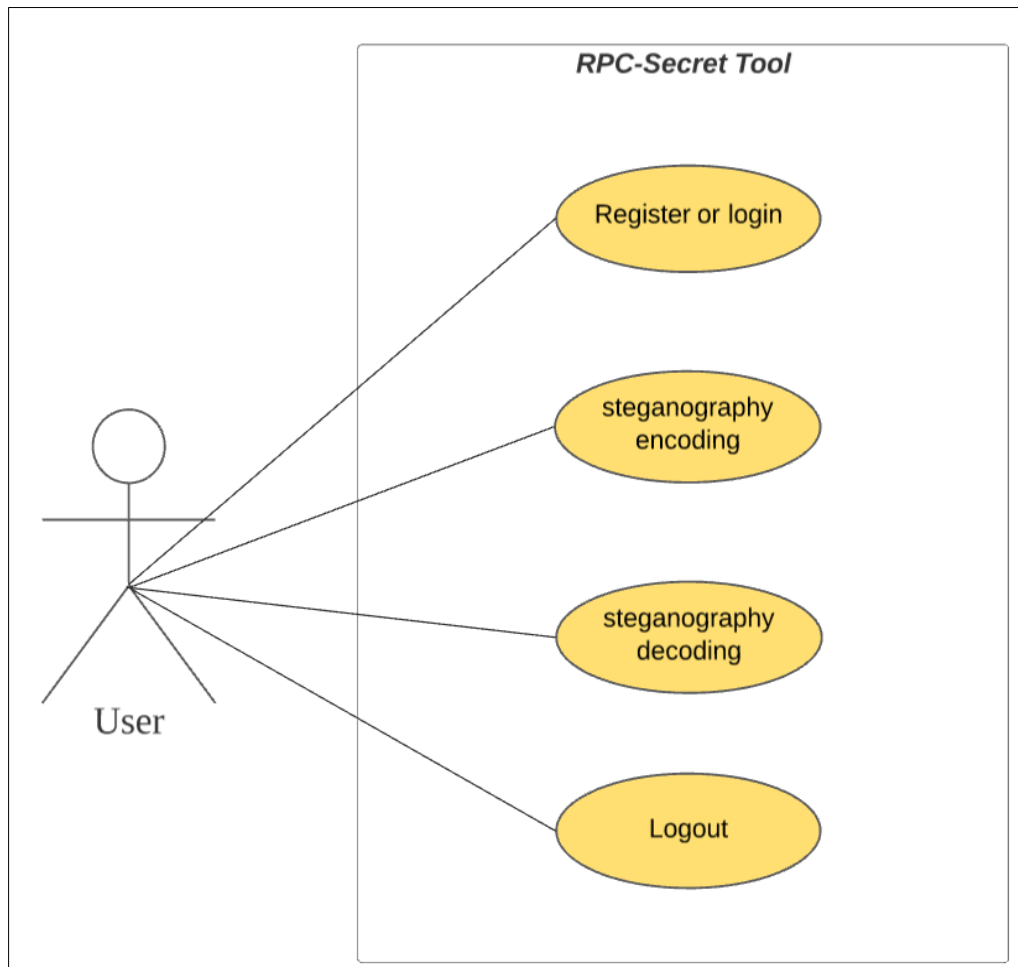 RPC-Secret Tool
Register or login
steganography
encoding
steganography
decoding
User
Logout